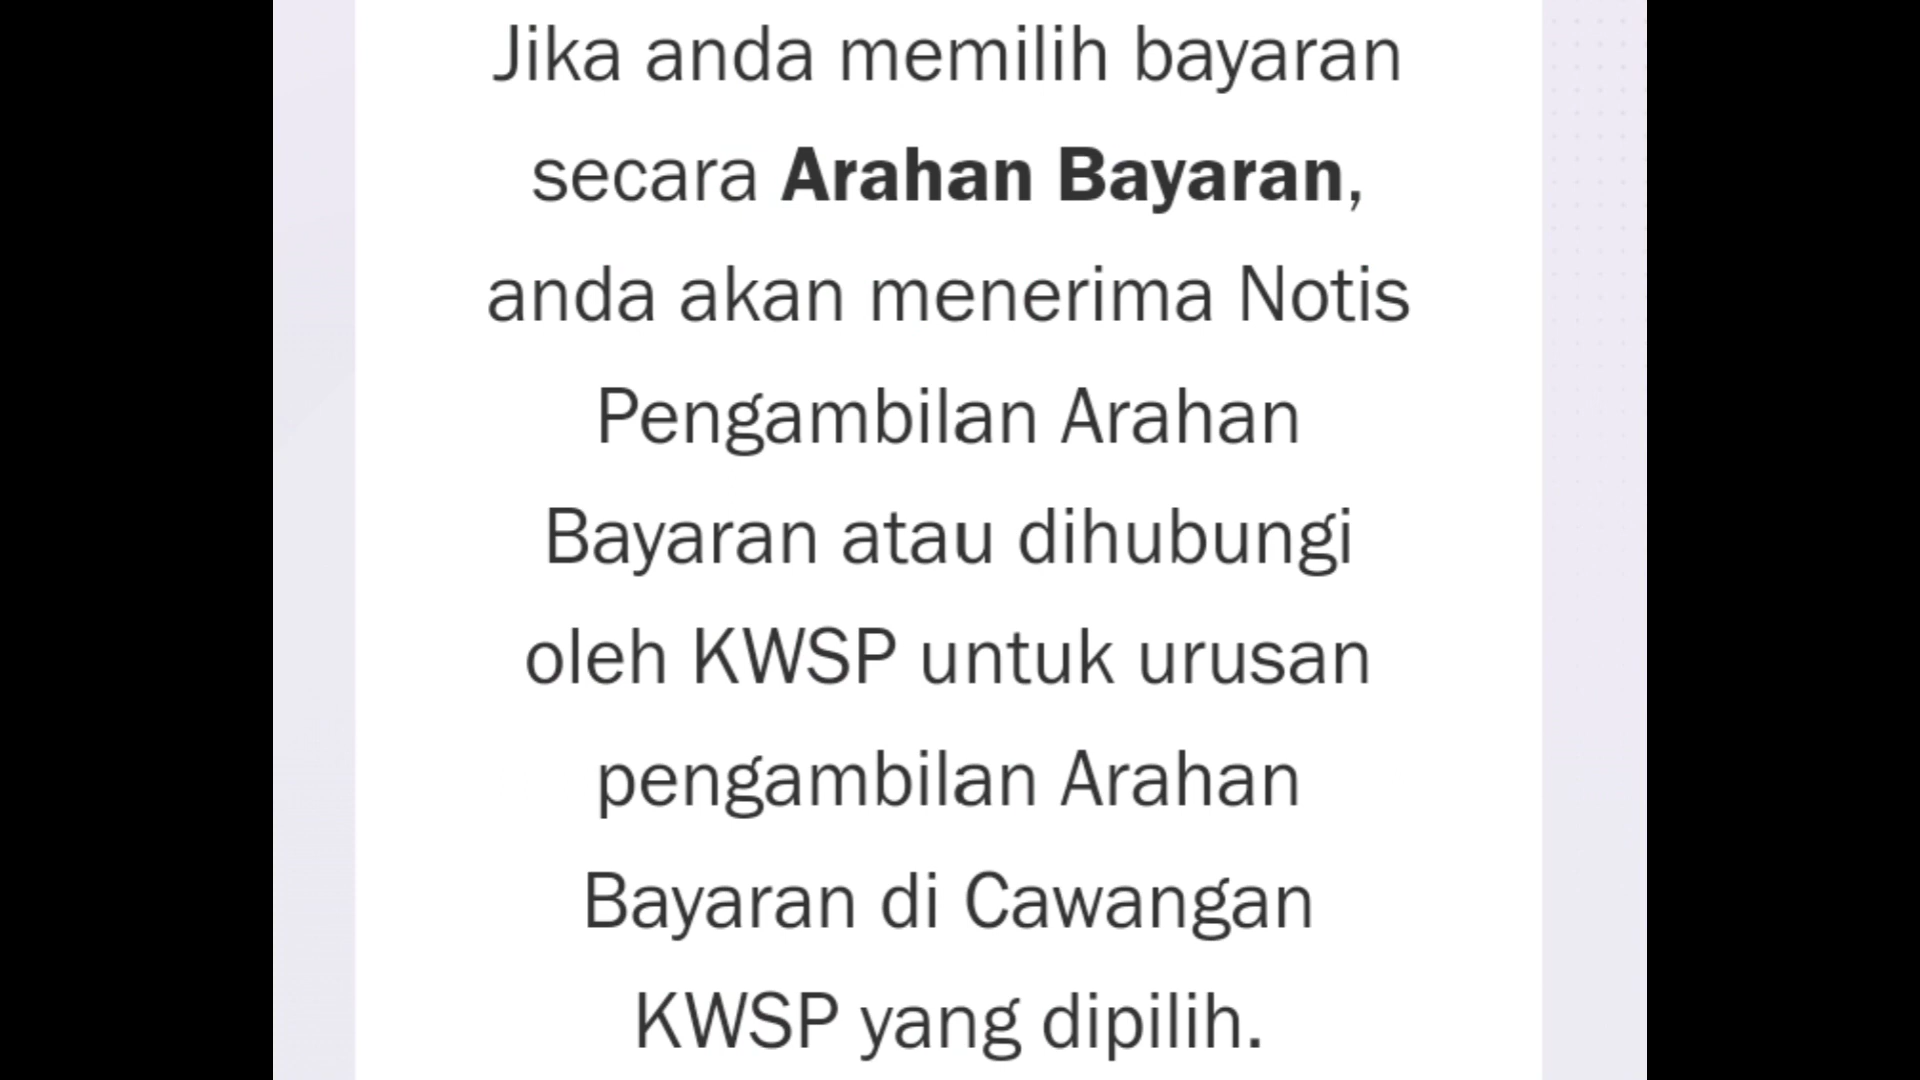 Jika anda memilih bayaran
secara Arahan Bayaran,
anda akan menerima Notis
Pengambilan Arahan
Bayaran atau dihubungi
oleh KWSP untuk urusan
pengambilan Arahan
Bayaran di Cawangan
KWSP yang dipilih.